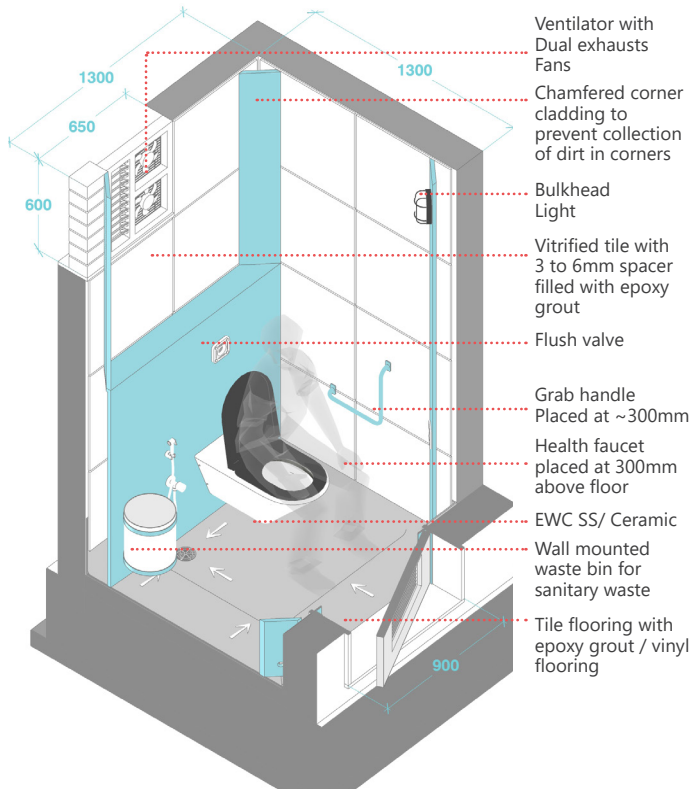 1300
1300
650
600
Ventilator with
Dual exhausts
Fans
Chamfered corner
cladding to
prevent collection
of dirt in corners
Bulkhead
Light
Vitrified tile with
3 to 6mm spacer
filled with epoxy
grout
Flush valve
Grab handle
Placed at ~300mm
Health faucet
placed at 300mm
above floor
EWC SS/ Ceramic
Wall mounted
waste bin for
sanitary waste
Tile flooring with
epoxy grout / vinyl
flooring
900